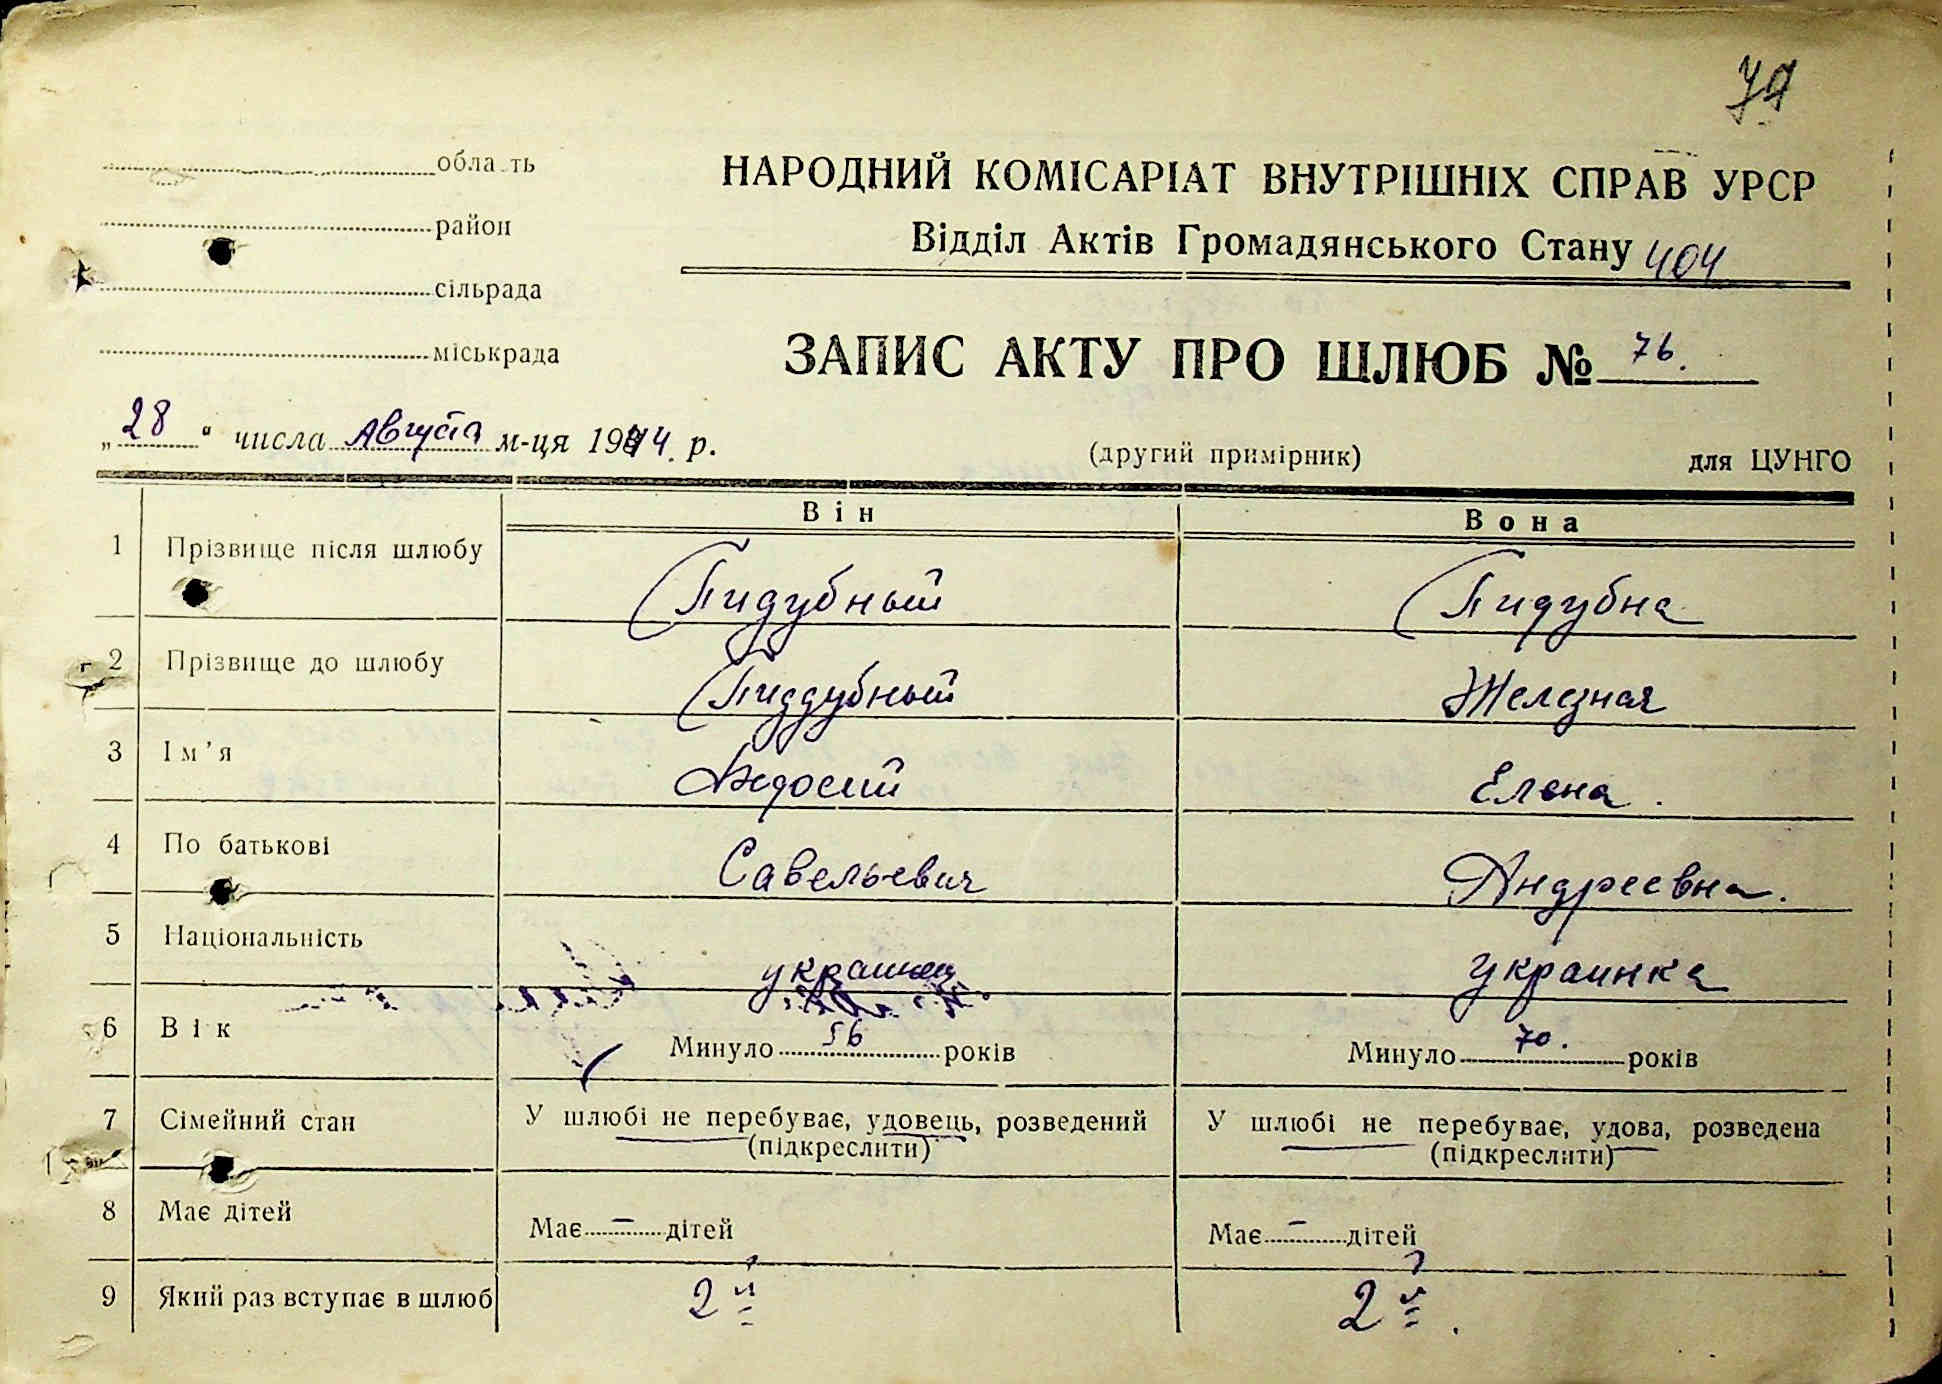 79
область
район
сільрада
міськрада
НАРОДНИЙ КОМІСАРІАТ ВНУТРІШНІХ СПРАВ УРСР
Відділ Актів Громадянського Стану 404
ЗАПИС АКТУ ПРО ШЛЮБ № 76.
„28" числа Августа м-ця 1944. р.
(другий примірник) для ЦУНГО
Він Вона
1 Прізвище після шлюбу Пидубный Пидубна
2 Прізвище до шлюбу Пиддубный Железная
3 Ім'я Федосий Елена.
4 По батькові Савельевич Андреевна.
5 Національність украинец украинка
6 Вік Минуло 56 років Минуло 70. років
7 Сімейний стан У шлюбі не перебуває, удовець, розведений У шлюбі не перебуває, удова, розведена
(підкреслити) (підкреслити)
8 Має дітей Має – дітей Має – дітей
9 Який раз вступає в шлюб 2й 2й.